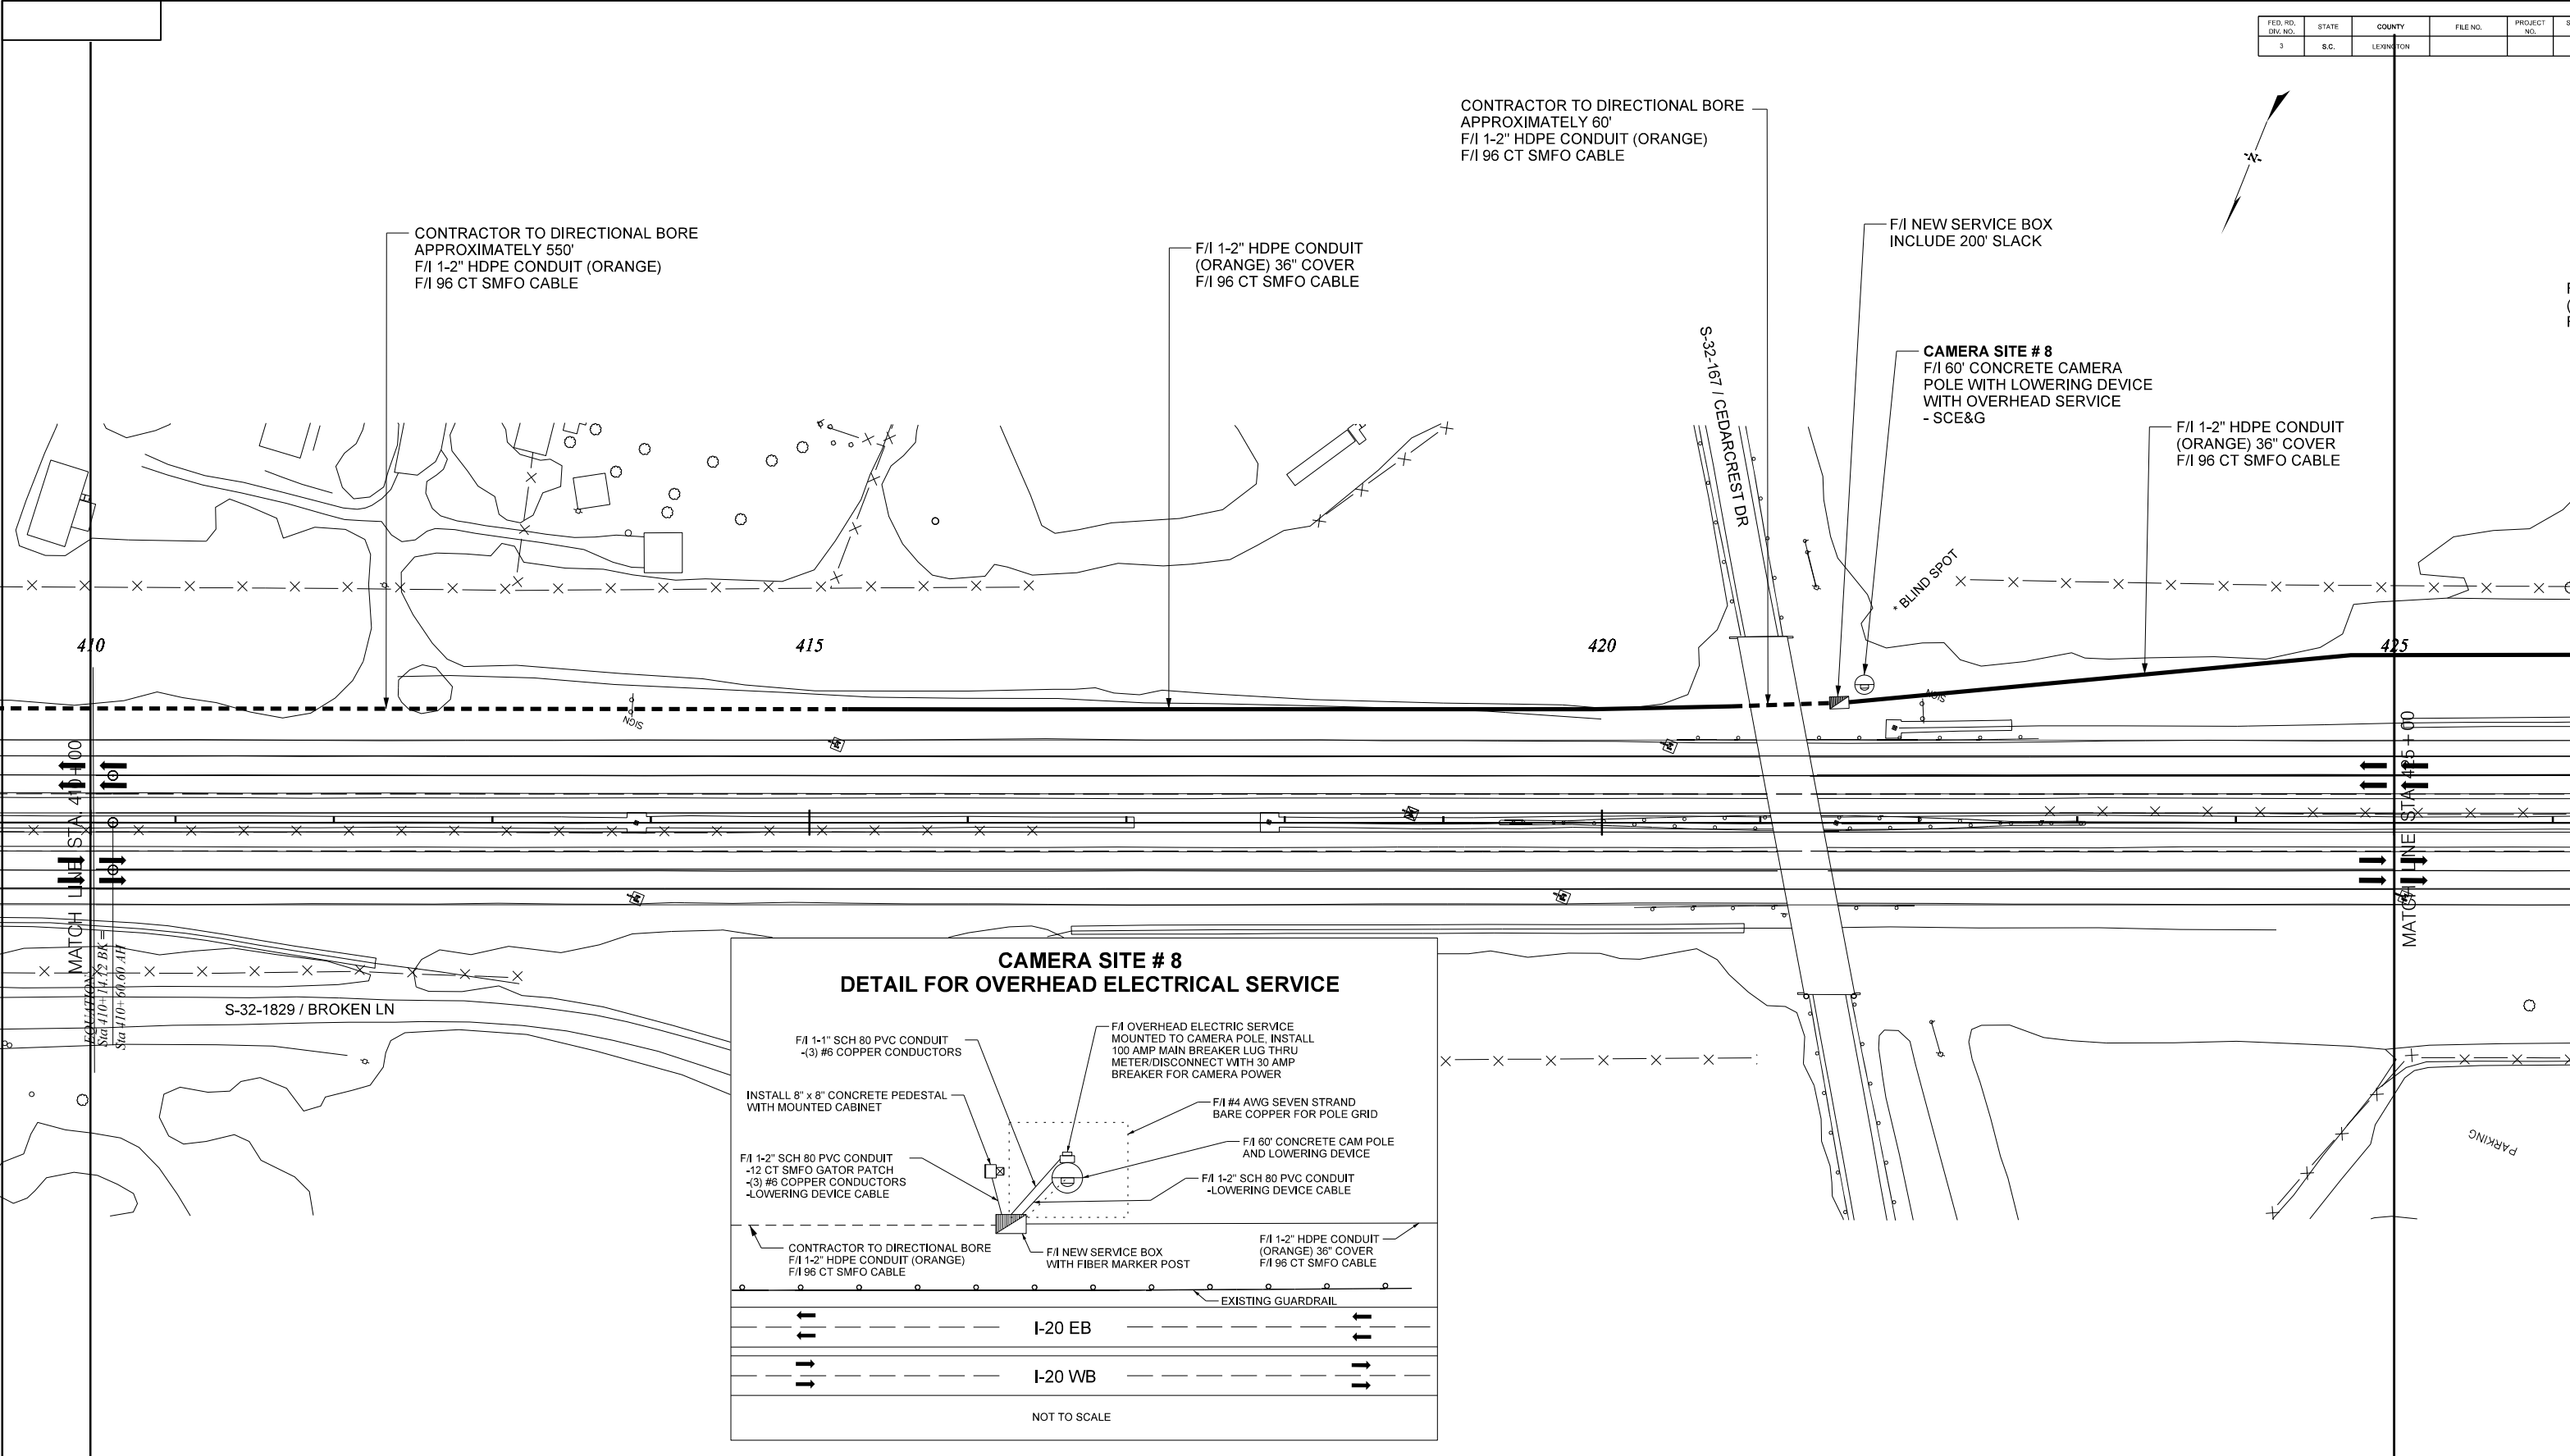 FED. RD. DIV. NO.
STATE
COUNTY
FILE NO.
PROJECT NO.
3
S.C.
LEXINGTON
-N-
CONTRACTOR TO DIRECTIONAL BORE
APPROXIMATELY 60'
F/I 1-2" HDPE CONDUIT (ORANGE)
F/I 96 CT SMFO CABLE
CONTRACTOR TO DIRECTIONAL BORE
APPROXIMATELY 550'
F/I 1-2" HDPE CONDUIT (ORANGE)
F/I 96 CT SMFO CABLE
F/I 1-2" HDPE CONDUIT
(ORANGE) 36" COVER
F/I 96 CT SMFO CABLE
F/I NEW SERVICE BOX
INCLUDE 200' SLACK
CAMERA SITE # 8
F/I 60' CONCRETE CAMERA
POLE WITH LOWERING DEVICE
WITH OVERHEAD SERVICE
- SCE&G
F/I 1-2" HDPE CONDUIT
(ORANGE) 36" COVER
F/I 96 CT SMFO CABLE
S-32-167 / CEDARCREST DR
* BLIND SPOT
410
415
420
425
SIGN
SIGN
MATCH LINE STA. 410+00
MATCH LINE STA. 425+00
EQUATION
Sta 410+14.12 BK =
Sta 410+60.60 AH
S-32-1829 / BROKEN LN
PARKING
CAMERA SITE # 8
DETAIL FOR OVERHEAD ELECTRICAL SERVICE
F/I 1-1" SCH 80 PVC CONDUIT
-(3) #6 COPPER CONDUCTORS
F/I OVERHEAD ELECTRIC SERVICE
MOUNTED TO CAMERA POLE, INSTALL
100 AMP MAIN BREAKER LUG THRU
METER/DISCONNECT WITH 30 AMP
BREAKER FOR CAMERA POWER
INSTALL 8" x 8" CONCRETE PEDESTAL
WITH MOUNTED CABINET
F/I #4 AWG SEVEN STRAND
BARE COPPER FOR POLE GRID
F/I 60' CONCRETE CAM POLE
AND LOWERING DEVICE
F/I 1-2" SCH 80 PVC CONDUIT
-12 CT SMFO GATOR PATCH
-(3) #6 COPPER CONDUCTORS
-LOWERING DEVICE CABLE
F/I 1-2" SCH 80 PVC CONDUIT
-LOWERING DEVICE CABLE
CONTRACTOR TO DIRECTIONAL BORE
F/I 1-2" HDPE CONDUIT (ORANGE)
F/I 96 CT SMFO CABLE
F/I NEW SERVICE BOX
WITH FIBER MARKER POST
F/I 1-2" HDPE CONDUIT
(ORANGE) 36" COVER
F/I 96 CT SMFO CABLE
EXISTING GUARDRAIL
I-20 EB
I-20 WB
NOT TO SCALE